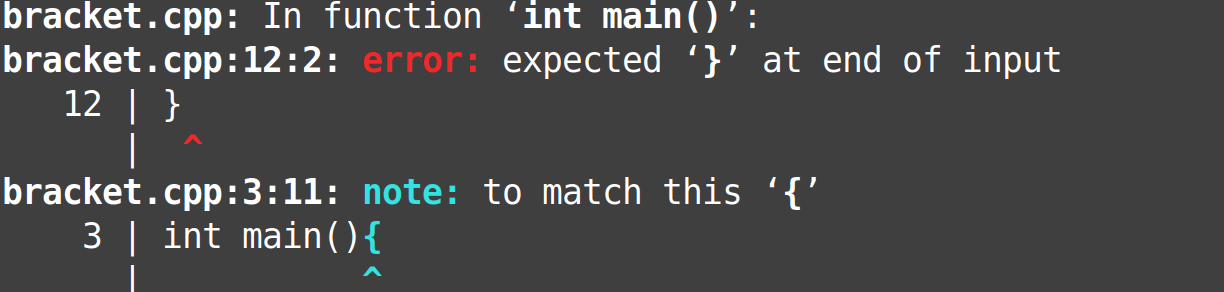 bracket.cpp: In function ‘int main()’:
bracket.cpp:12:2: error: expected ‘}’ at end of input
   12 | }
      |  ^
bracket.cpp:3:11: note: to match this ‘{’
    3 | int main(){
      |           ^